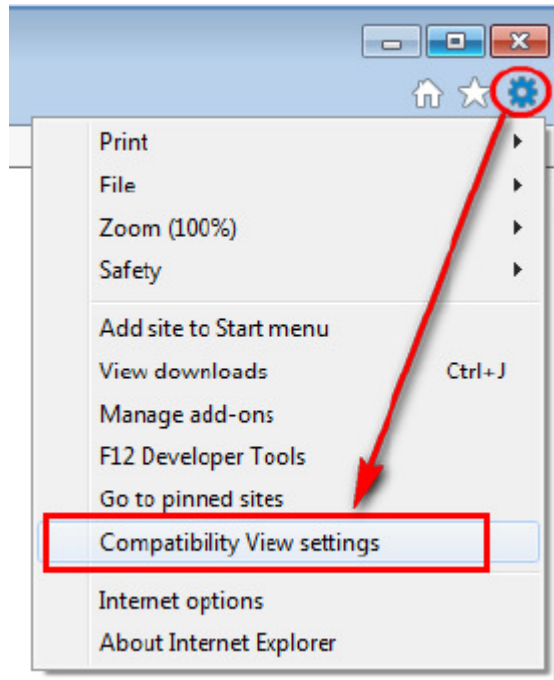 Print
File
Zoom (100%)
Safety
Add site to Start menu
View downloads Ctrl+J
Manage add-ons
F12 Developer Tools
Go to pinned sites
Compatibility View settings
Internet options
About Internet Explorer